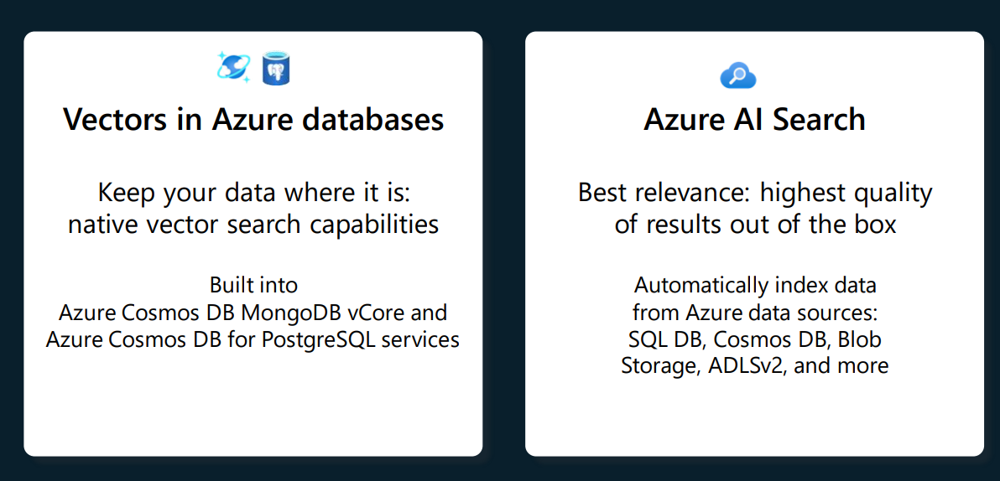 Vectors in Azure databases
Keep your data where it is:
native vector search capabilities
Built into
Azure Cosmos DB MongoDB vCore and
Azure Cosmos DB for PostgreSQL services
Azure AI Search
Best relevance: highest quality
of results out of the box
Automatically index data
from Azure data sources:
SQL DB, Cosmos DB, Blob
Storage, ADLSv2, and more